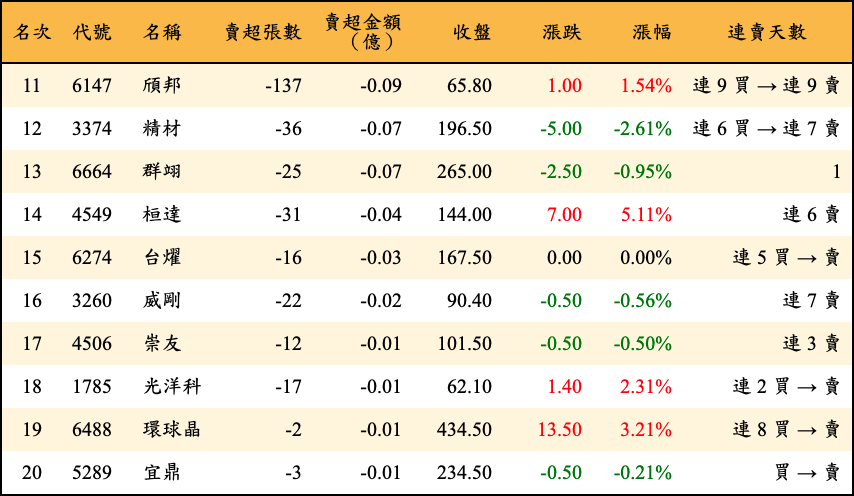 名次 代號 名稱 賣超張數 賣超金額（億） 收盤 漲跌 漲幅 連賣天數
11 6147 頎邦 -137 -0.09 65.80 1.00 1.54% 連 9 買 → 連 9 賣
12 3374 精材 -36 -0.07 196.50 -5.00 -2.61% 連 6 買 → 連 7 賣
13 6664 群翊 -25 -0.07 265.00 -2.50 -0.95% 1
14 4549 桓達 -31 -0.04 144.00 7.00 5.11% 連 6 賣
15 6274 台燿 -16 -0.03 167.50 0.00 0.00% 連 5 買 → 賣
16 3260 威剛 -22 -0.02 90.40 -0.50 -0.56% 連 7 賣
17 4506 崇友 -12 -0.01 101.50 -0.50 -0.50% 連 3 賣
18 1785 光洋科 -17 -0.01 62.10 1.40 2.31% 連 2 買 → 賣
19 6488 環球晶 -2 -0.01 434.50 13.50 3.21% 連 8 買 → 賣
20 5289 宜鼎 -3 -0.01 234.50 -0.50 -0.21% 買 → 賣